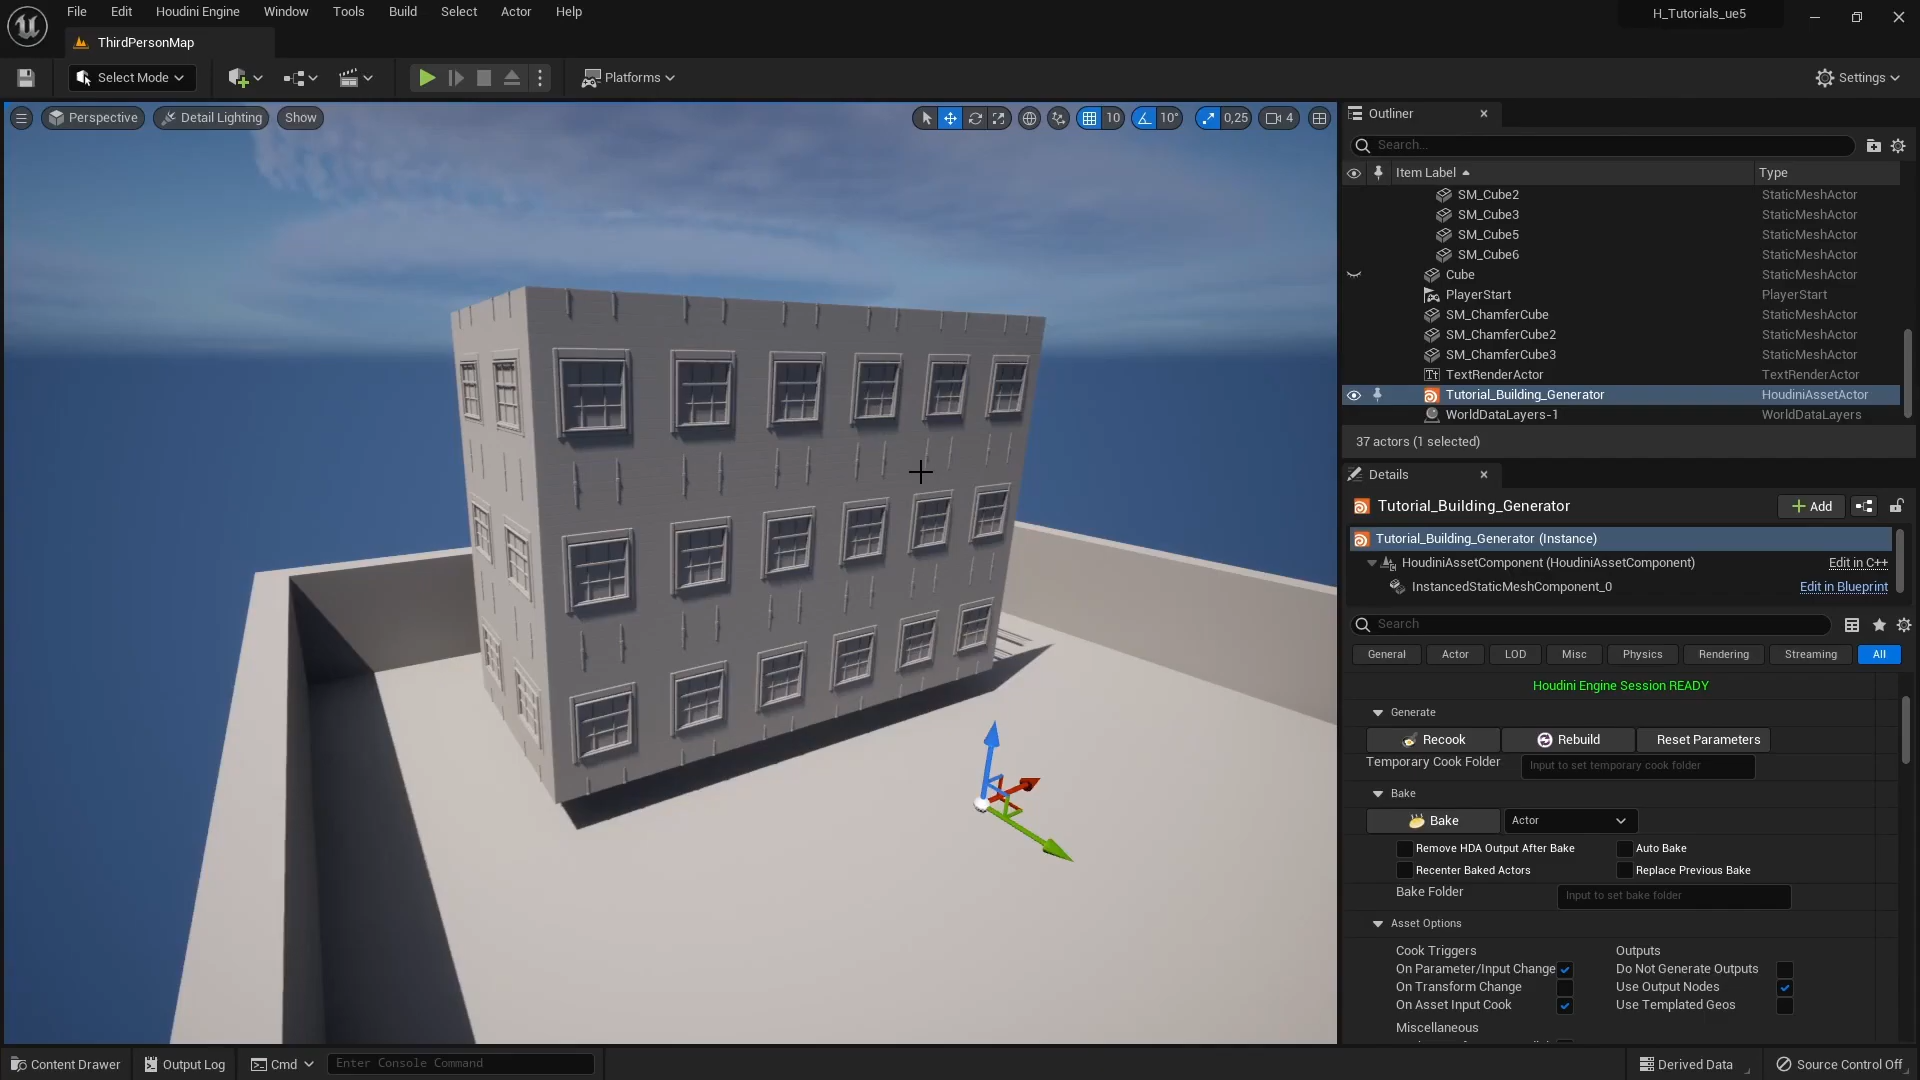 File Edit Houdini Engine Window Tools Build Select Actor Help
H_Tutorials_ue5
ThirdPersonMap
Select Mode
Platforms
Settings
Perspective Detail Lighting Show
10 10° 0,25 4
Outliner
Search...
Item Label Type
SM_Cube2 StaticMeshActor
SM_Cube3 StaticMeshActor
SM_Cube5 StaticMeshActor
SM_Cube6 StaticMeshActor
Cube StaticMeshActor
PlayerStart PlayerStart
SM_ChamferCube StaticMeshActor
SM_ChamferCube2 StaticMeshActor
SM_ChamferCube3 StaticMeshActor
TextRenderActor TextRenderActor
Tutorial_Building_Generator HoudiniAssetActor
WorldDataLayers-1 WorldDataLayers
37 actors (1 selected)
Details
Tutorial_Building_Generator
Add
Tutorial_Building_Generator (Instance)
HoudiniAssetComponent (HoudiniAssetComponent) Edit in C++
InstancedStaticMeshComponent_0 Edit in Blueprint
Search
General Actor LOD Misc Physics Rendering Streaming All
Houdini Engine Session READY
Generate
Recook Rebuild Reset Parameters
Temporary Cook Folder Input to set temporary cook folder
Bake
Bake Actor
Remove HDA Output After Bake Auto Bake
Recenter Baked Actors Replace Previous Bake
Bake Folder Input to set bake folder
Asset Options
Cook Triggers Outputs
On Parameter/Input Change Do Not Generate Outputs
On Transform Change Use Output Nodes
On Asset Input Cook Use Templated Geos
Miscellaneous
Content Drawer Output Log Cmd Enter Console Command Derived Data Source Control Off